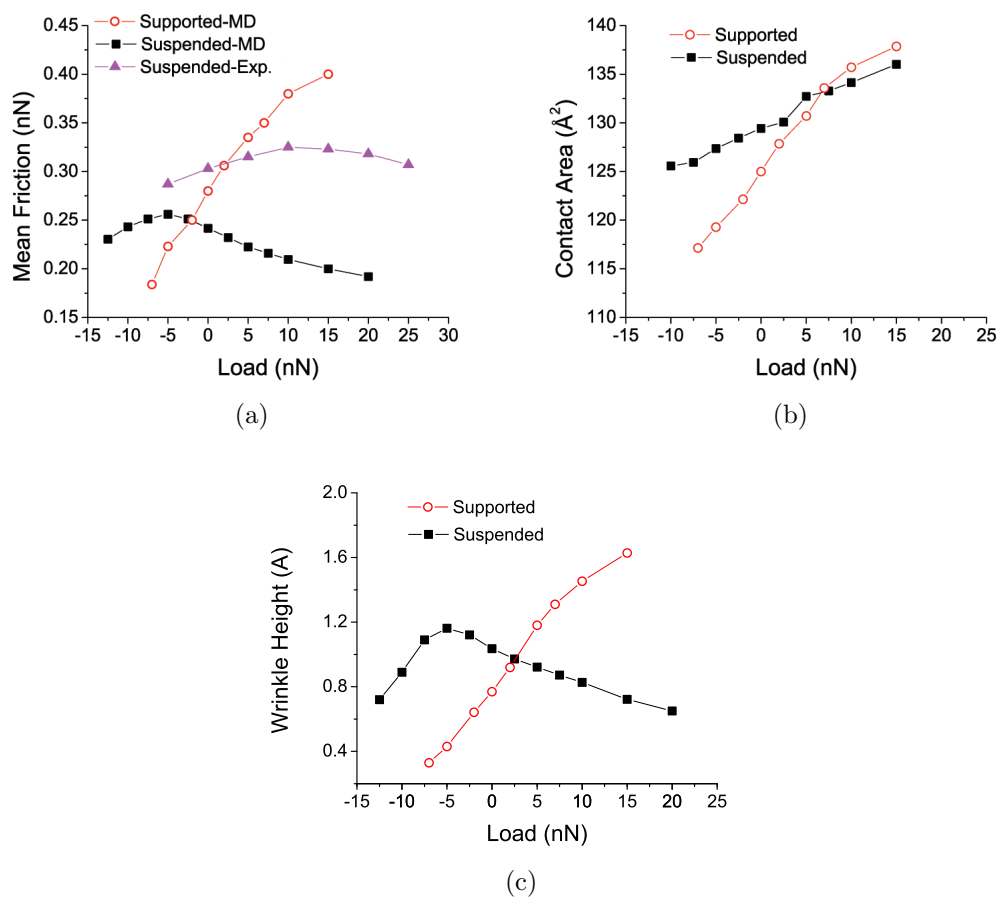 Supported-MD
Suspended-MD
Suspended-Exp.
Mean Friction (nN)
0.45
0.40
0.35
0.30
0.25
0.20
0.15
-15 -10 -5 0 5 10 15 20 25 30
Load (nN)
(a)
Supported
Suspended
Contact Area (Å²)
140
135
130
125
120
115
110
-15 -10 -5 0 5 10 15 20 25
Load (nN)
(b)
Supported
Suspended
Wrinkle Height (A)
2.0
1.6
1.2
0.8
0.4
-15 -10 -5 0 5 10 15 20 25
Load (nN)
(c)